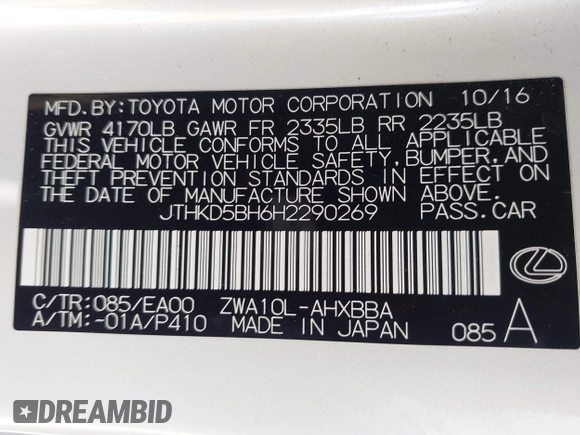 MFD.BY:TOYOTA MOTOR CORPORATION 10/16
GVWR 4170LB GAWR FR 2335LB RR 2235LB
THIS VEHICLE CONFORMS TO ALL APPLICABLE
FEDERAL MOTOR VEHICLE SAFETY,BUMPER,AND
THEFT PREVENTION STANDARDS IN EFFECT ON
THE DATE OF MANUFACTURE SHOWN ABOVE.
JTHKD5BH6H2290269 PASS.CAR
C/TR:085/EA00 ZWA10L-AHXBBA
A/TM:-01A/P410 MADE IN JAPAN 085 A
DREAMBID